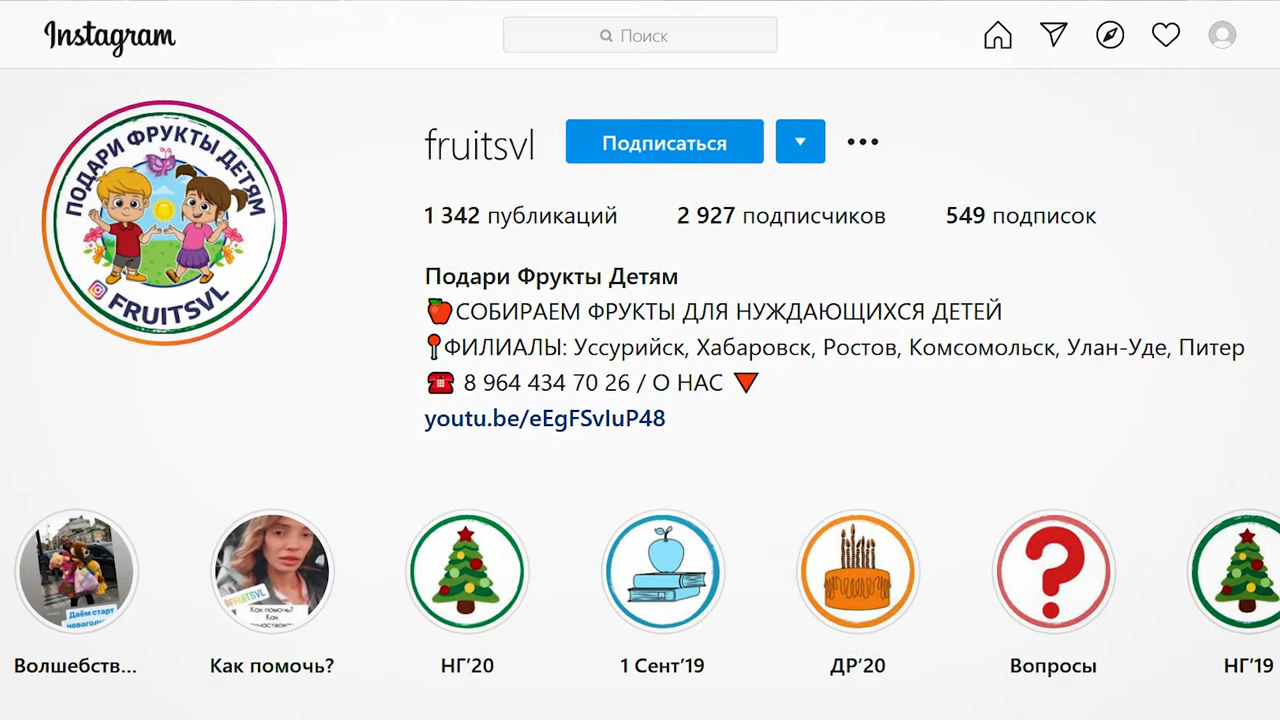 Instagram
Поиск
ПОДАРИ ФРУКТЫ ДЕТЯМ
FRUITSVL
fruitsvl
Подписаться
1 342 публикаций
2 927 подписчиков
549 подписок
Подари Фрукты Детям
СОБИРАЕМ ФРУКТЫ ДЛЯ НУЖДАЮЩИХСЯ ДЕТЕЙ
ФИЛИАЛЫ: Уссурийск, Хабаровск, Ростов, Комсомольск, Улан-Уде, Питер
8 964 434 70 26 / О НАС
youtu.be/eEgFSvIuP48
Даём старт
новогодн
#FRUITSVL
Как помочь?
Как
?
Волшебств...
Как помочь?
НГ’20
1 Сент’19
ДР’20
Вопросы
НГ’19